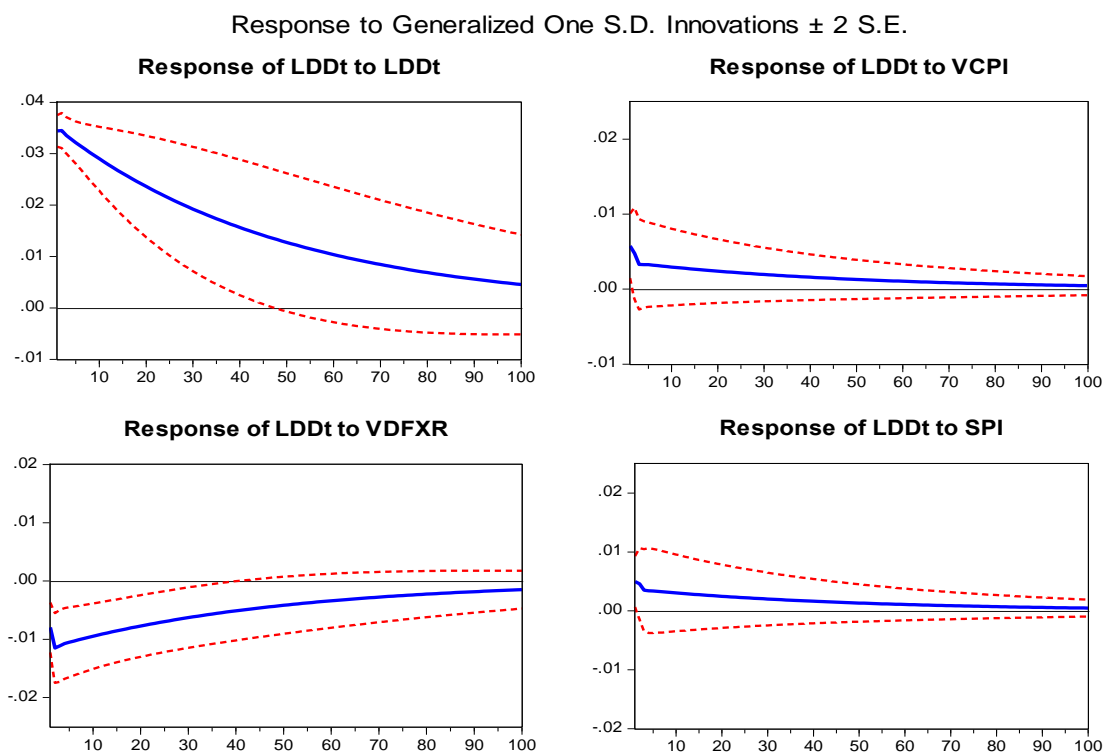 Response to Generalized One S.D. Innovations ± 2 S.E.
Response of LDDt to LDDt
.04
.03
.02
.01
.00
-.01
10 20 30 40 50 60 70 80 90 100
Response of LDDt to VCPI
.02
.01
.00
-.01
10 20 30 40 50 60 70 80 90 100
Response of LDDt to VDFXR
.02
.01
.00
-.01
-.02
10 20 30 40 50 60 70 80 90 100
Response of LDDt to SPI
.02
.01
.00
-.01
-.02
10 20 30 40 50 60 70 80 90 100